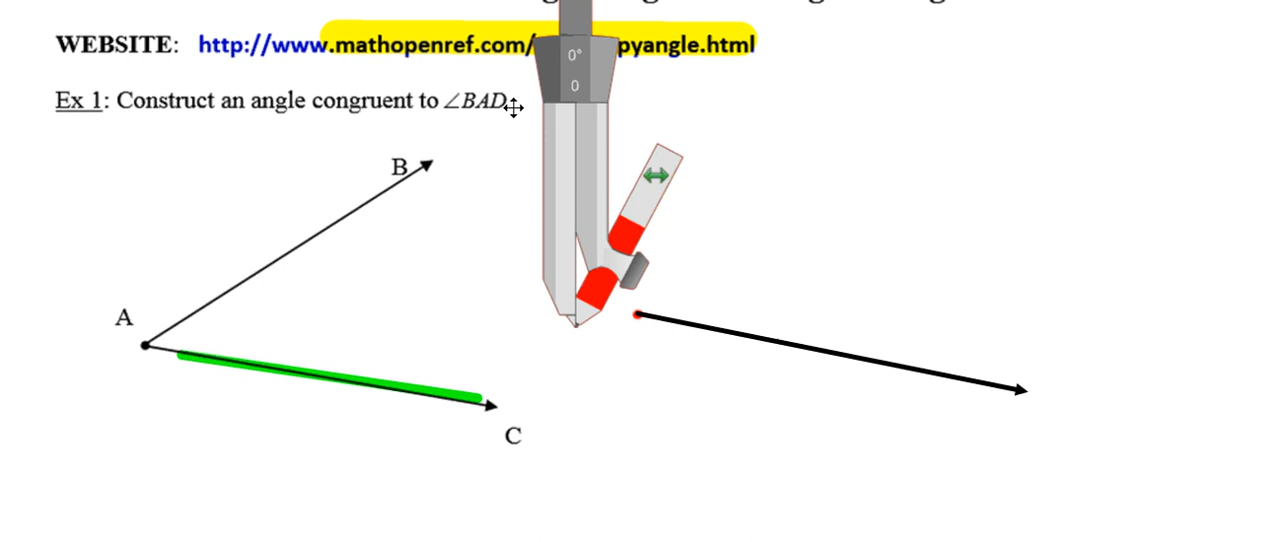 WEBSITE: http://www.mathopenref.com/ pyangle.html
0°
0
Ex 1: Construct an angle congruent to ∠BAD
B
A
C